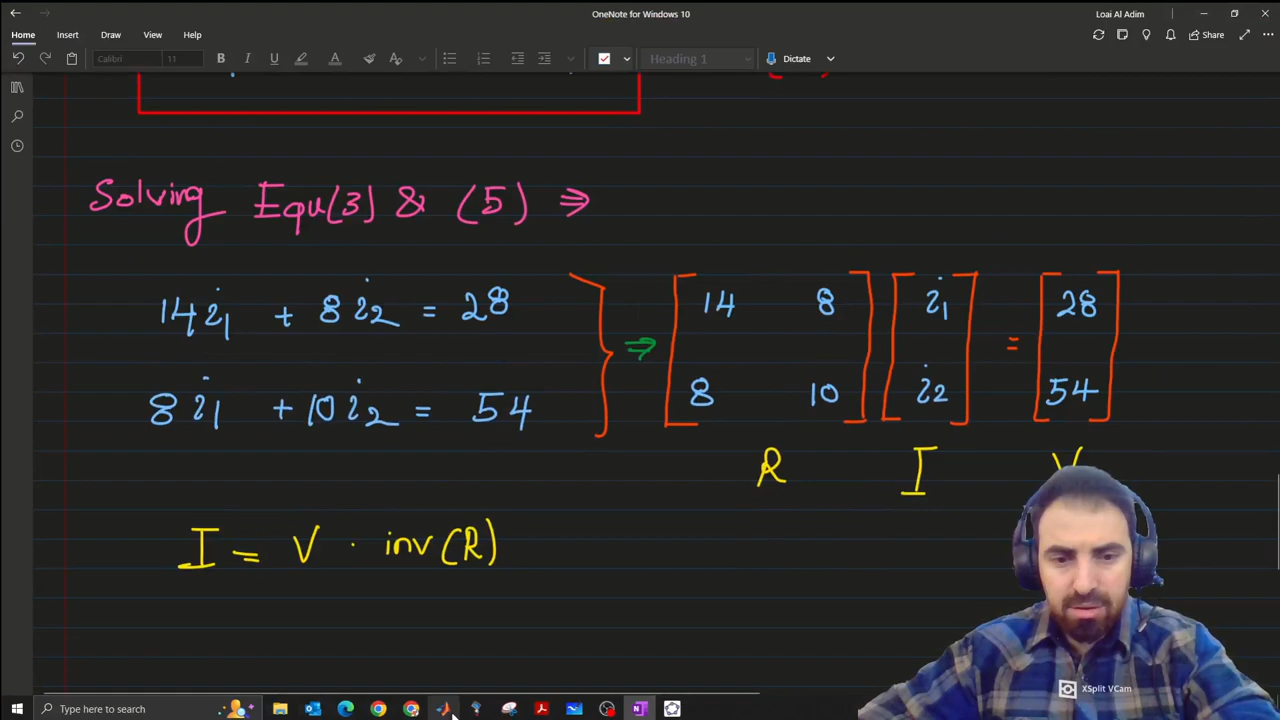 OneNote for Windows 10
Loai Al Adim
Home Insert Draw View Help
Share
Calibri 11 B I U A Heading 1 Dictate
Solving Equ(3) & (5) ⇒
14i₁ + 8i₂ = 28
8i₁ + 10i₂ = 54
⇒
14 8 i₁ = 28
8 10 i₂ 54
R I V
I = V · inv(R)
XSplit VCam
Type here to search